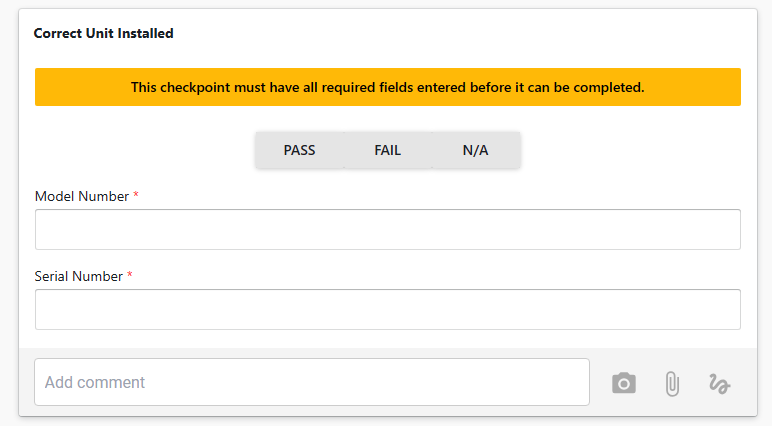 Correct Unit Installed
This checkpoint must have all required fields entered before it can be completed.
PASS FAIL N/A
Model Number *
Serial Number *
Add comment